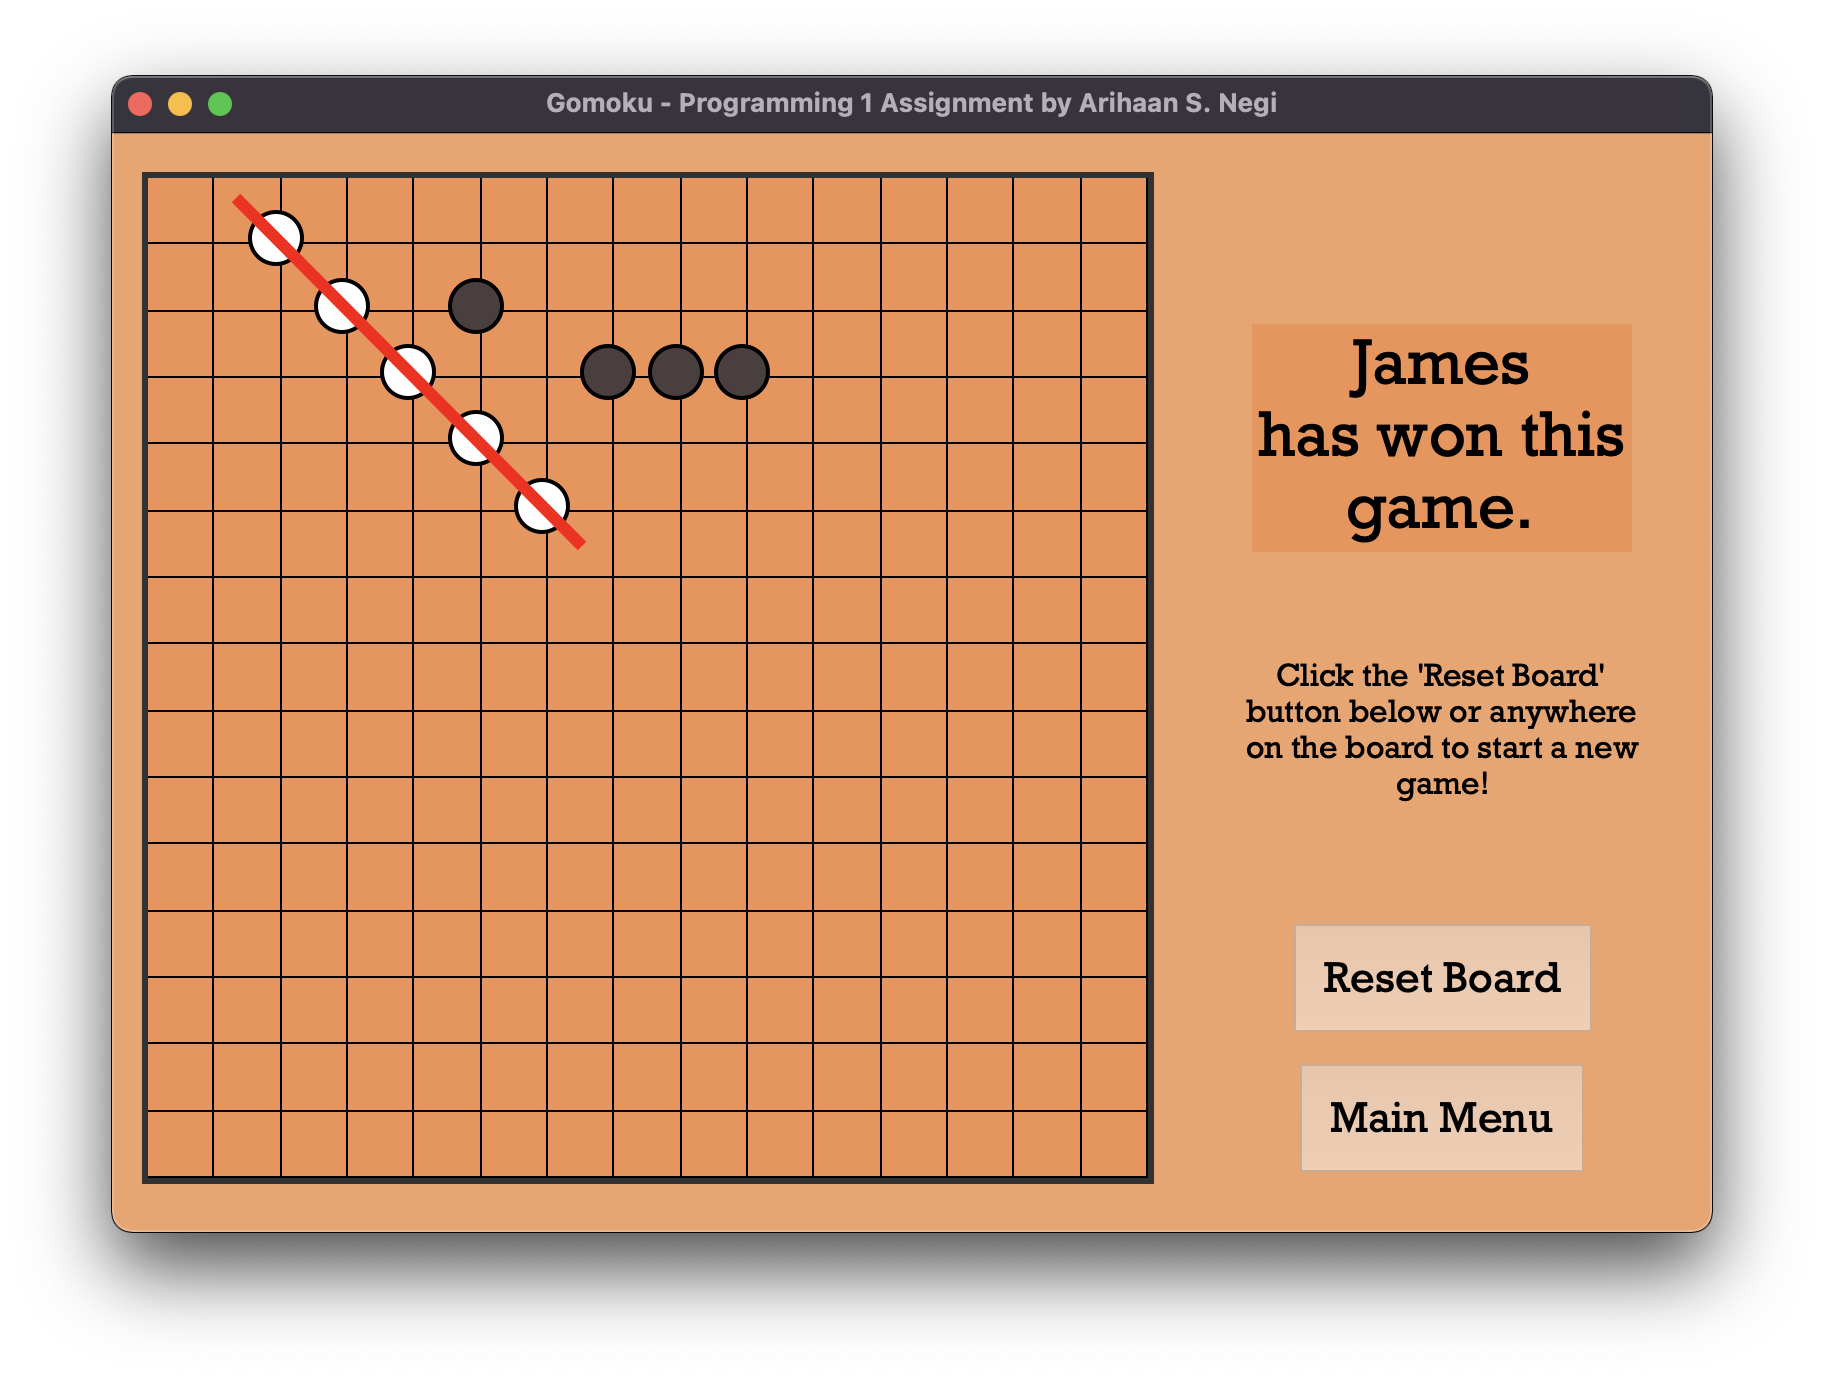 Gomoku - Programming 1 Assignment by Arihaan S. Negi
James
has won this
game.
Click the 'Reset Board'
button below or anywhere
on the board to start a new
game!
Reset Board
Main Menu